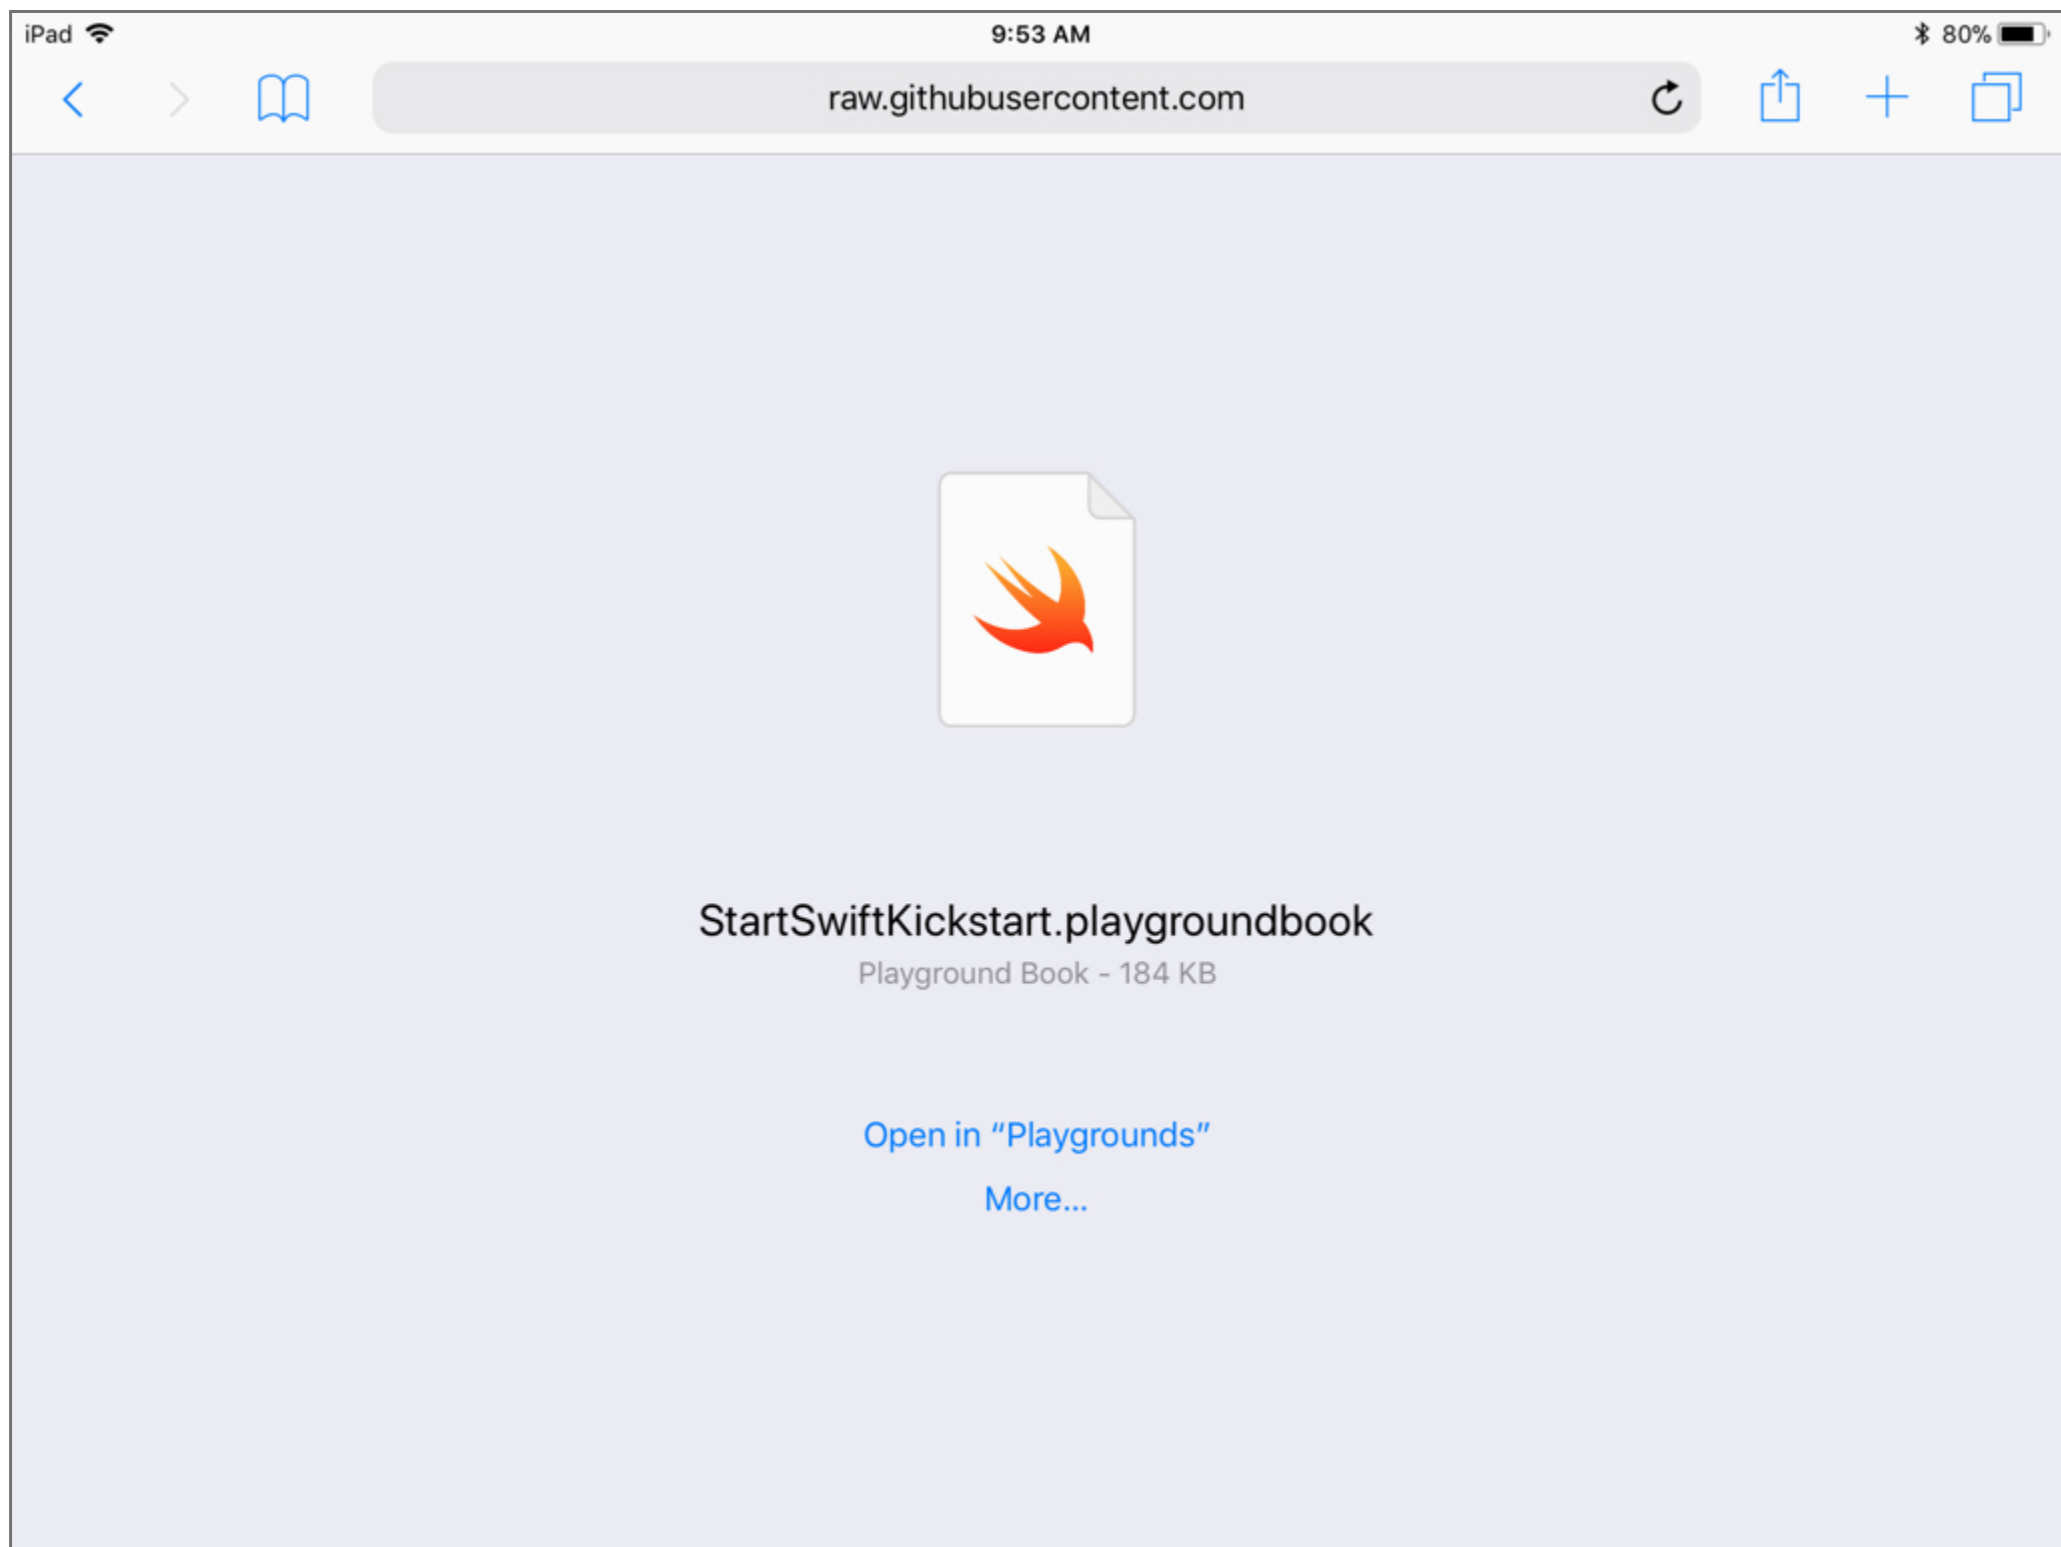 iPad
9:53 AM
80%
raw.githubusercontent.com
StartSwiftKickstart.playgroundbook
Playground Book - 184 KB
Open in “Playgrounds”
More...